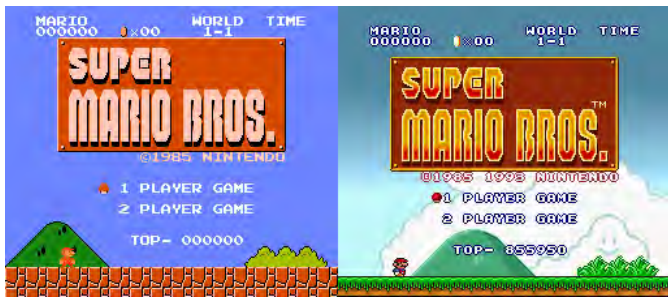 MARIO WORLD TIME
000000 ×00 1-1
SUPER
MARIO BROS.
©1985 NINTENDO
1 PLAYER GAME
2 PLAYER GAME
TOP- 000000
MARIO WORLD TIME
000000 ×00 1-1
SUPER
MARIO BROS.™
©1985 1993 NINTENDO
1 PLAYER GAME
2 PLAYER GAME
TOP- 855950